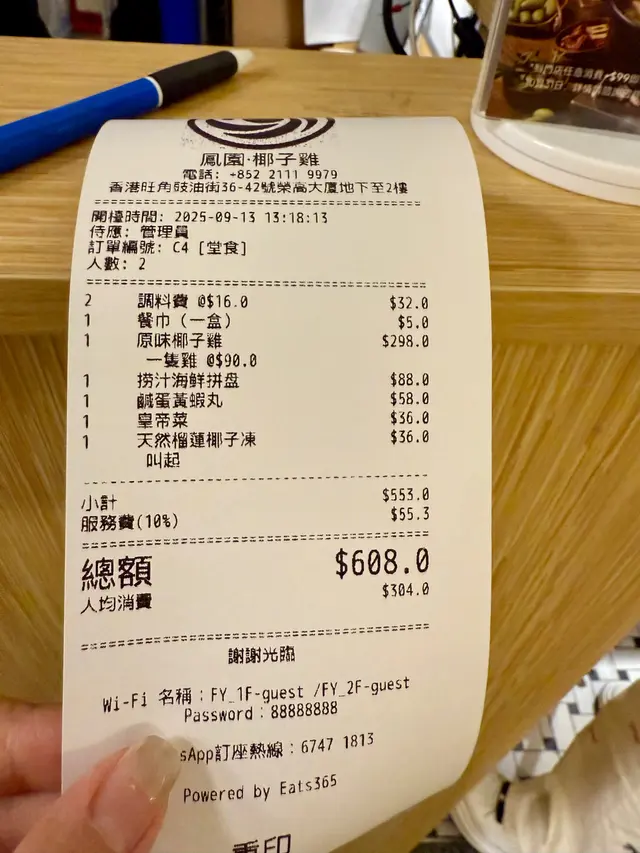 鳳園·椰子雞
電話: +852 2111 9979
香港旺角豉油街36-42號榮高大廈地下至2樓
開檯時間: 2025-09-13 13:18:13
侍應: 管理員
訂單編號: C4 [堂食]
人數: 2
2 調料費 @$16.0 $32.0
1 餐巾（一盒） $5.0
1 原味椰子雞 $298.0
一隻雞 @$90.0
1 撈汁海鮮拼盘 $88.0
1 鹹蛋黃蝦丸 $58.0
1 皇帝菜 $36.0
1 天然榴蓮椰子凍 $36.0
叫起
小計 $553.0
服務費(10%) $55.3
總額 $608.0
人均消費 $304.0
謝謝光臨
Wi-Fi 名稱：FY_1F-guest /FY_2F-guest
Password：88888888
sApp訂座熱線：6747 1813
Powered by Eats365
重印